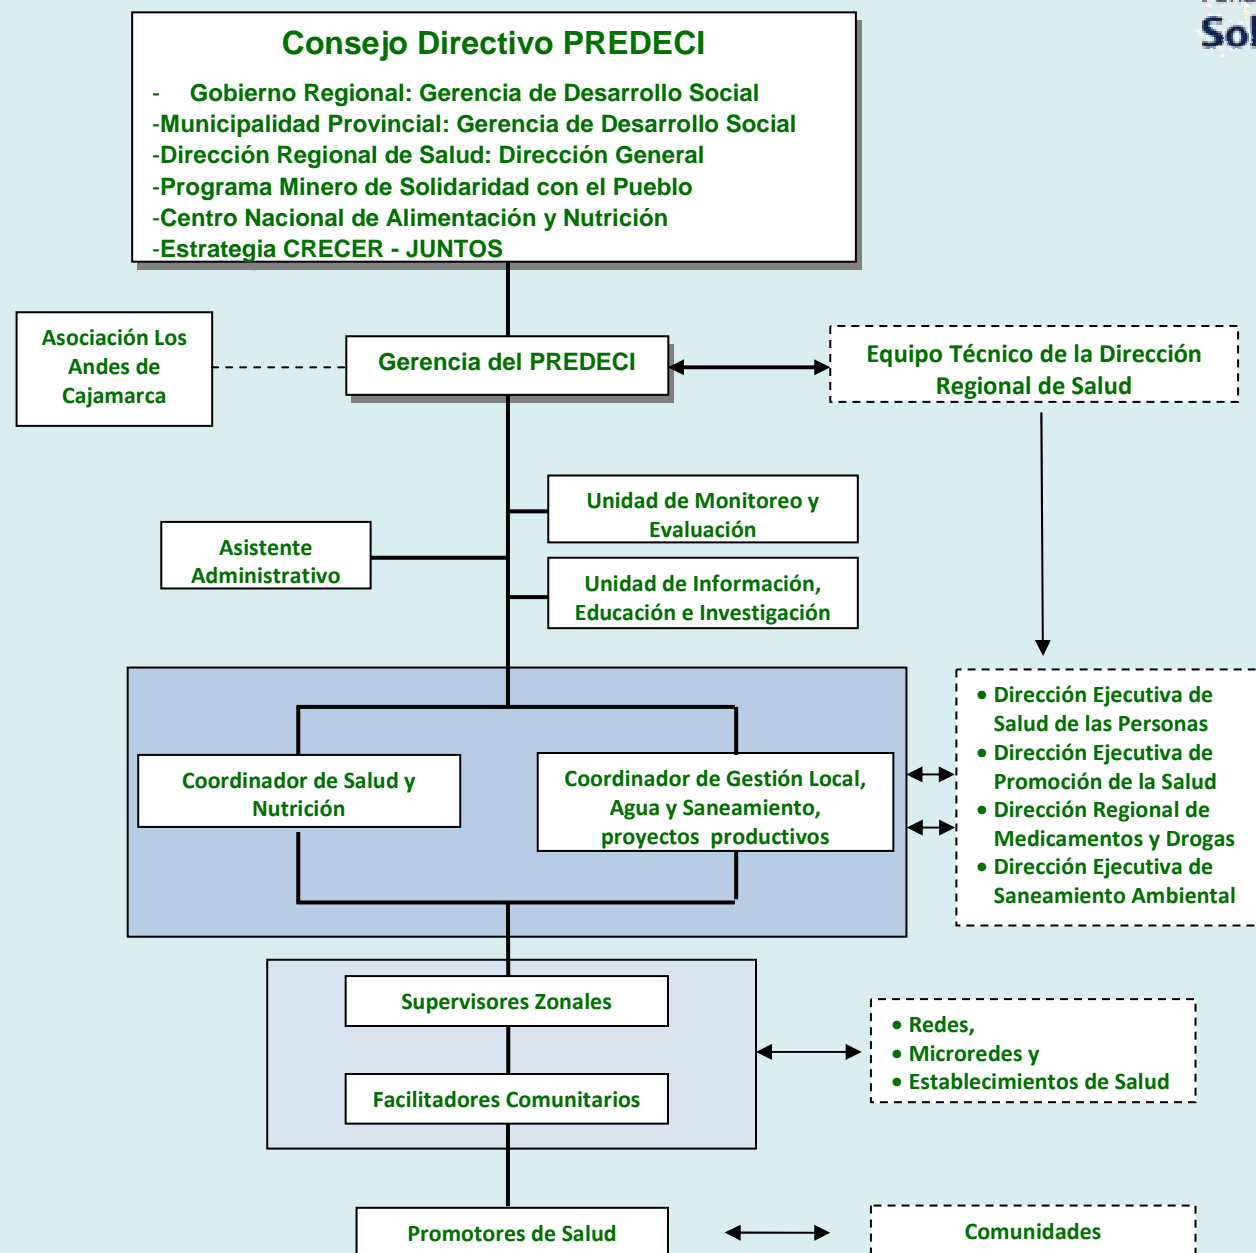 Sol
Consejo Directivo PREDECI
- Gobierno Regional: Gerencia de Desarrollo Social
-Municipalidad Provincial: Gerencia de Desarrollo Social
-Dirección Regional de Salud: Dirección General
-Programa Minero de Solidaridad con el Pueblo
-Centro Nacional de Alimentación y Nutrición
-Estrategia CRECER - JUNTOS
Asociación Los
Andes de
Cajamarca
Gerencia del PREDECI
Equipo Técnico de la Dirección
Regional de Salud
Unidad de Monitoreo y
Evaluación
Asistente
Administrativo
Unidad de Información,
Educación e Investigación
• Dirección Ejecutiva de
Salud de las Personas
• Dirección Ejecutiva de
Promoción de la Salud
• Dirección Regional de
Medicamentos y Drogas
• Dirección Ejecutiva de
Saneamiento Ambiental
Coordinador de Salud y
Nutrición
Coordinador de Gestión Local,
Agua y Saneamiento,
proyectos productivos
Supervisores Zonales
Facilitadores Comunitarios
• Redes,
• Microredes y
• Establecimientos de Salud
Promotores de Salud
Comunidades